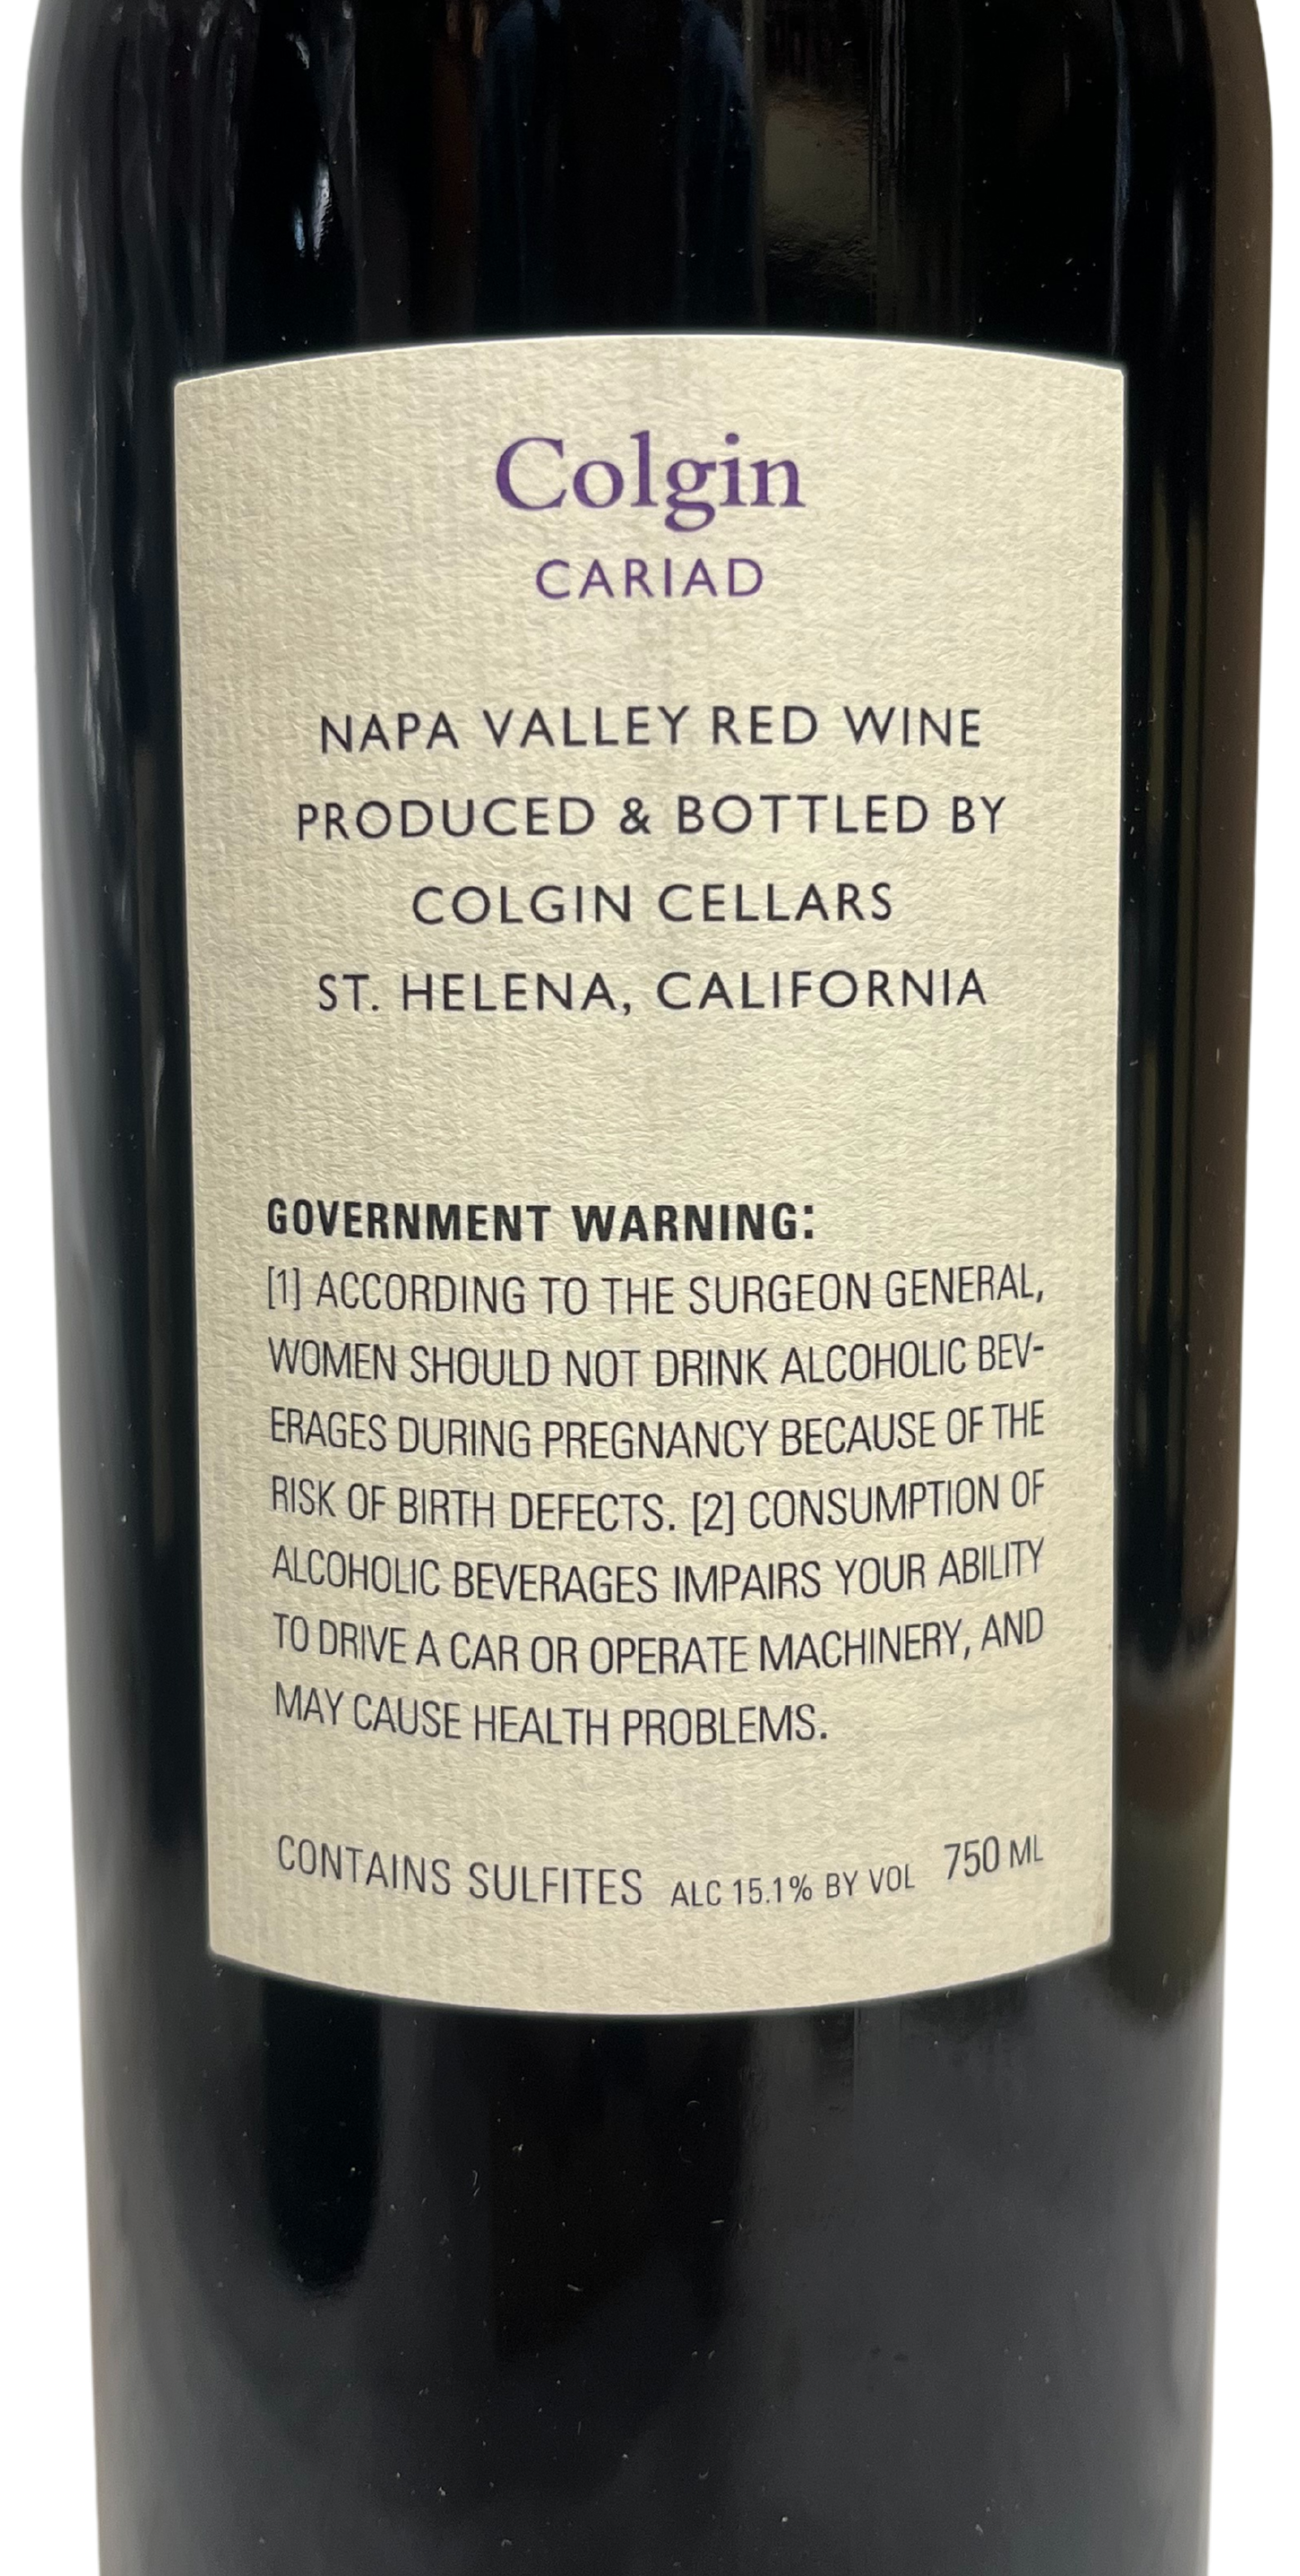 Colgin
CARIAD
NAPA VALLEY RED WINE
PRODUCED & BOTTLED BY
COLGIN CELLARS
ST. HELENA, CALIFORNIA
GOVERNMENT WARNING:
[1] ACCORDING TO THE SURGEON GENERAL,
WOMEN SHOULD NOT DRINK ALCOHOLIC BEV-
ERAGES DURING PREGNANCY BECAUSE OF THE
RISK OF BIRTH DEFECTS. [2] CONSUMPTION OF
ALCOHOLIC BEVERAGES IMPAIRS YOUR ABILITY
TO DRIVE A CAR OR OPERATE MACHINERY, AND
MAY CAUSE HEALTH PROBLEMS.
CONTAINS SULFITES ALC 15.1% BY VOL 750 ML